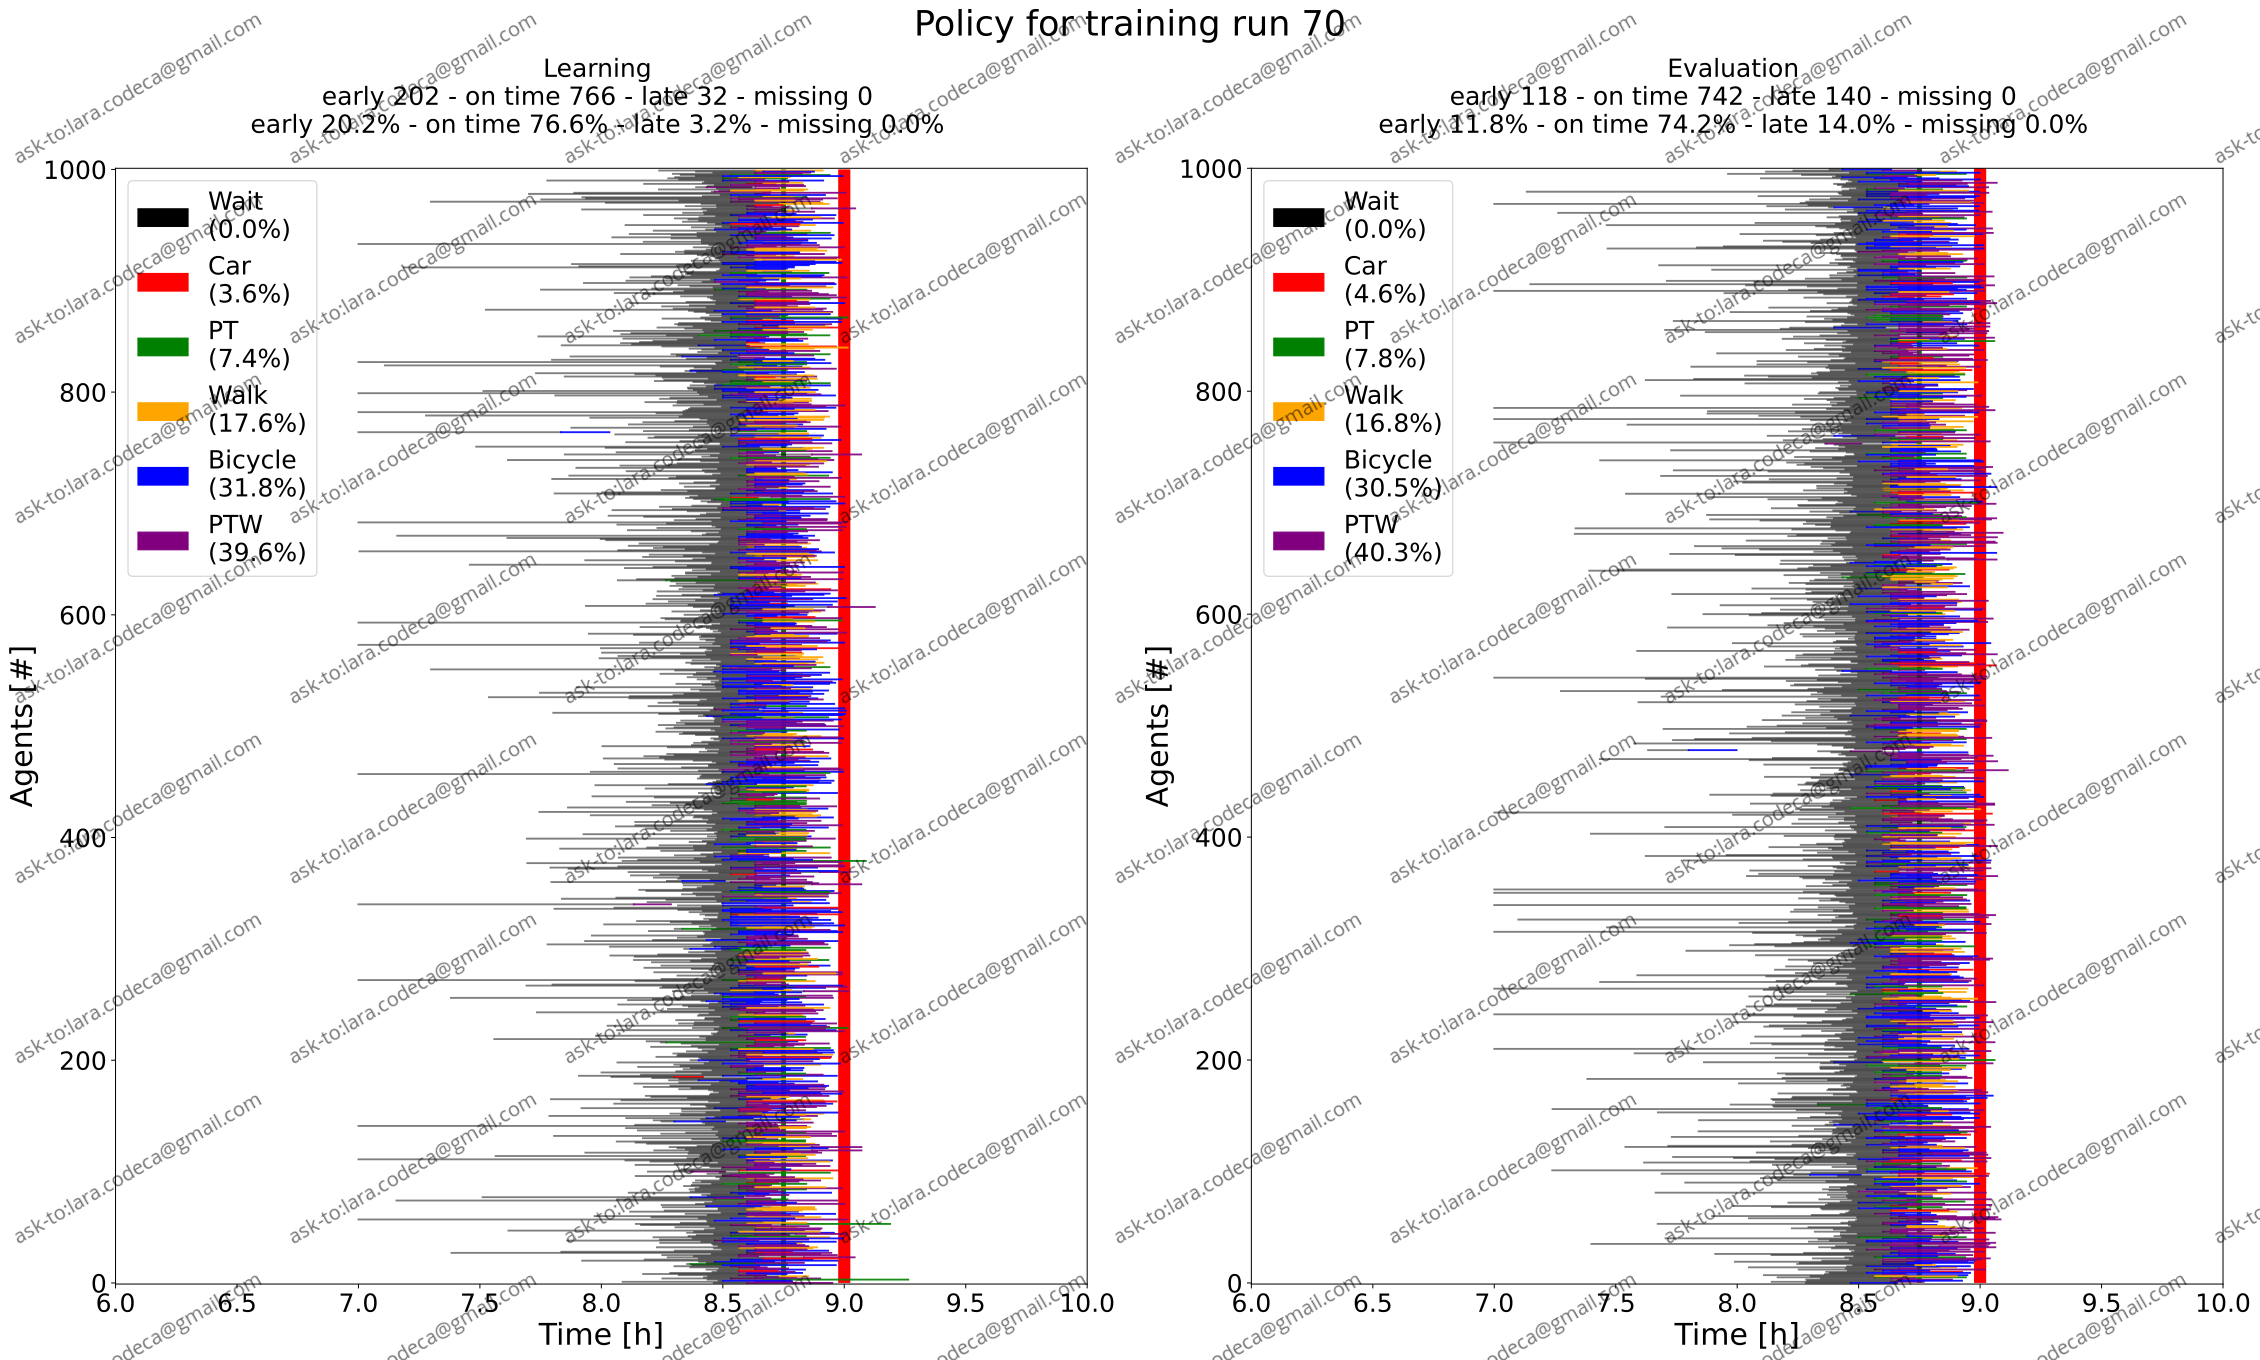 Policy for training run 70
Learning
early 202 - on time 766 - late 32 - missing 0
early 20.2% - on time 76.6% - late 3.2% - missing 0.0%
1000
800
600
400
200
0
Agents [#]
Wait
(0.0%)
Car
(3.6%)
PT
(7.4%)
Walk
(17.6%)
Bicycle
(31.8%)
PTW
(39.6%)
6.0 6.5 7.0 7.5 8.0 8.5 9.0 9.5 10.0
Time [h]
Evaluation
early 118 - on time 742 - late 140 - missing 0
early 11.8% - on time 74.2% - late 14.0% - missing 0.0%
1000
800
600
400
200
0
Agents [#]
Wait
(0.0%)
Car
(4.6%)
PT
(7.8%)
Walk
(16.8%)
Bicycle
(30.5%)
PTW
(40.3%)
6.0 6.5 7.0 7.5 8.0 8.5 9.0 9.5 10.0
Time [h]
ask-to:lara.codeca@gmail.com